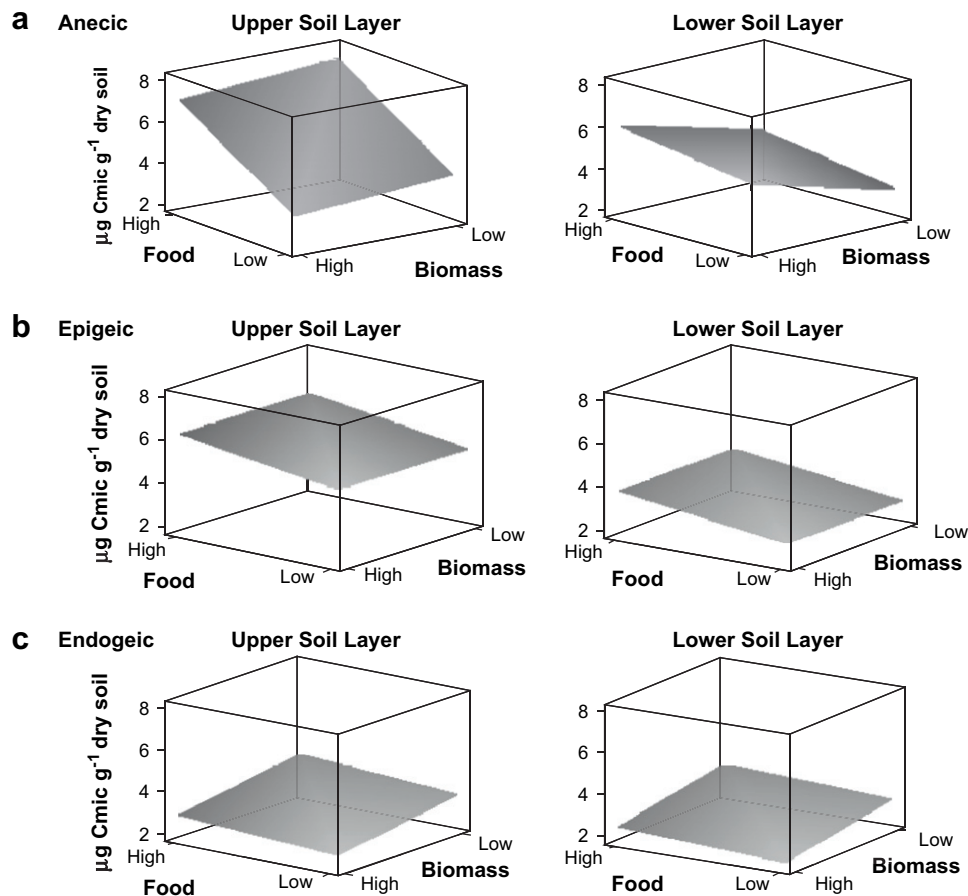 a Anecic Upper Soil Layer Lower Soil Layer
µg Cmic g-1 dry soil
8 8
6 6
4 4
2 2
High Low High Low
Food Low High Biomass Food Low High Biomass
b Epigeic Upper Soil Layer Lower Soil Layer
µg Cmic g-1 dry soil
8 8
6 6
4 4
2 2
High Low High Low
Food Low High Biomass Food Low High Biomass
c Endogeic Upper Soil Layer Lower Soil Layer
µg Cmic g-1 dry soil
8 8
6 6
4 4
2 2
High Low High Low
Food Low High Biomass Food Low High Biomass